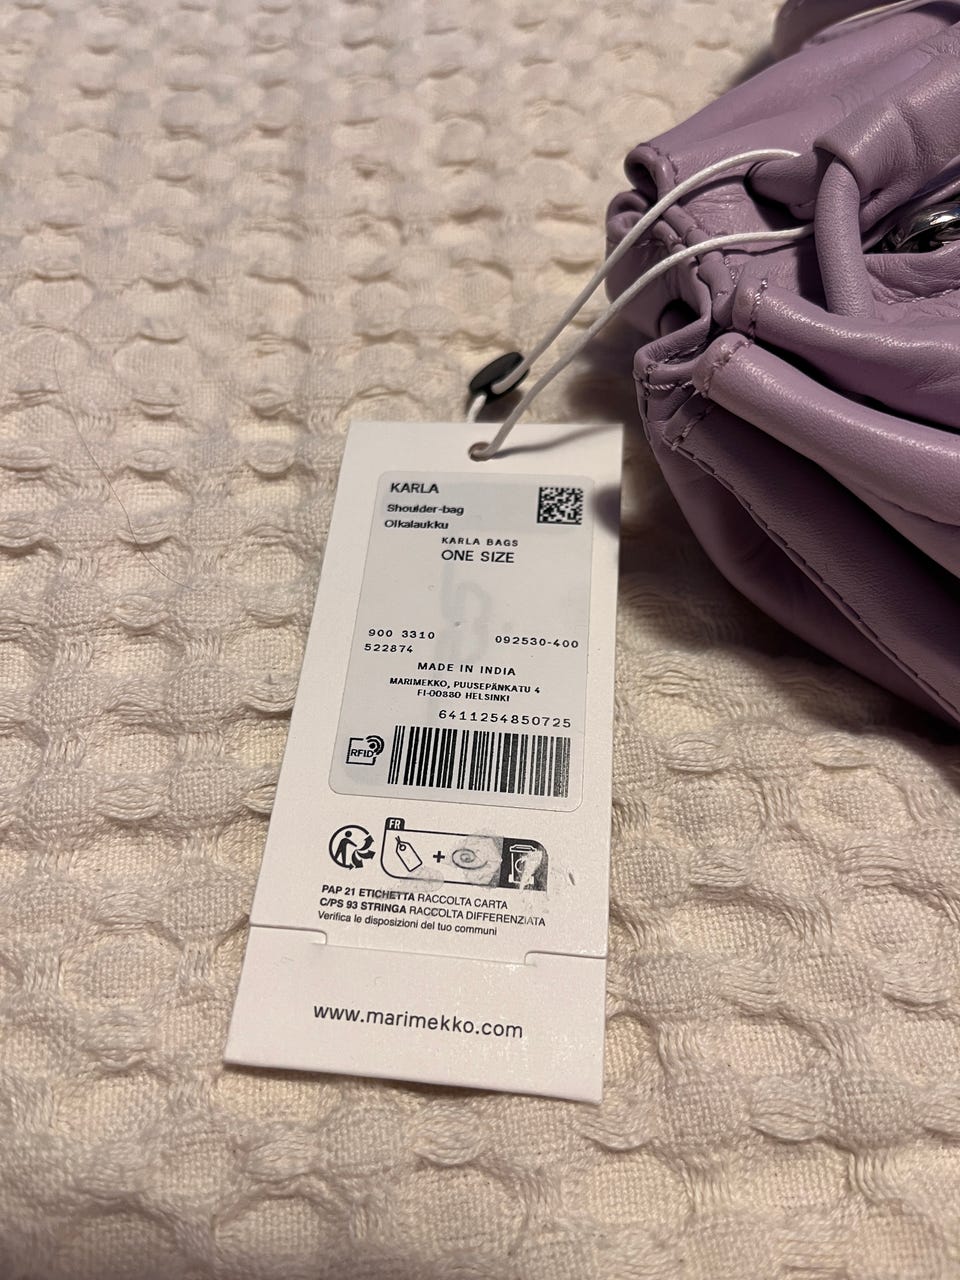 KARLA
Shoulder-bag
Olkalaukku
KARLA BAGS
ONE SIZE
900 3310 092530-400
522874
MADE IN INDIA
MARIMEKKO, PUUSEPÄNKATU 4
FI-00880 HELSINKI
6411254850725
RFID
FR
PAP 21 ETICHETTA RACCOLTA CARTA
C/PS 93 STRINGA RACCOLTA DIFFERENZIATA
Verifica le disposizioni del tuo communi
www.marimekko.com